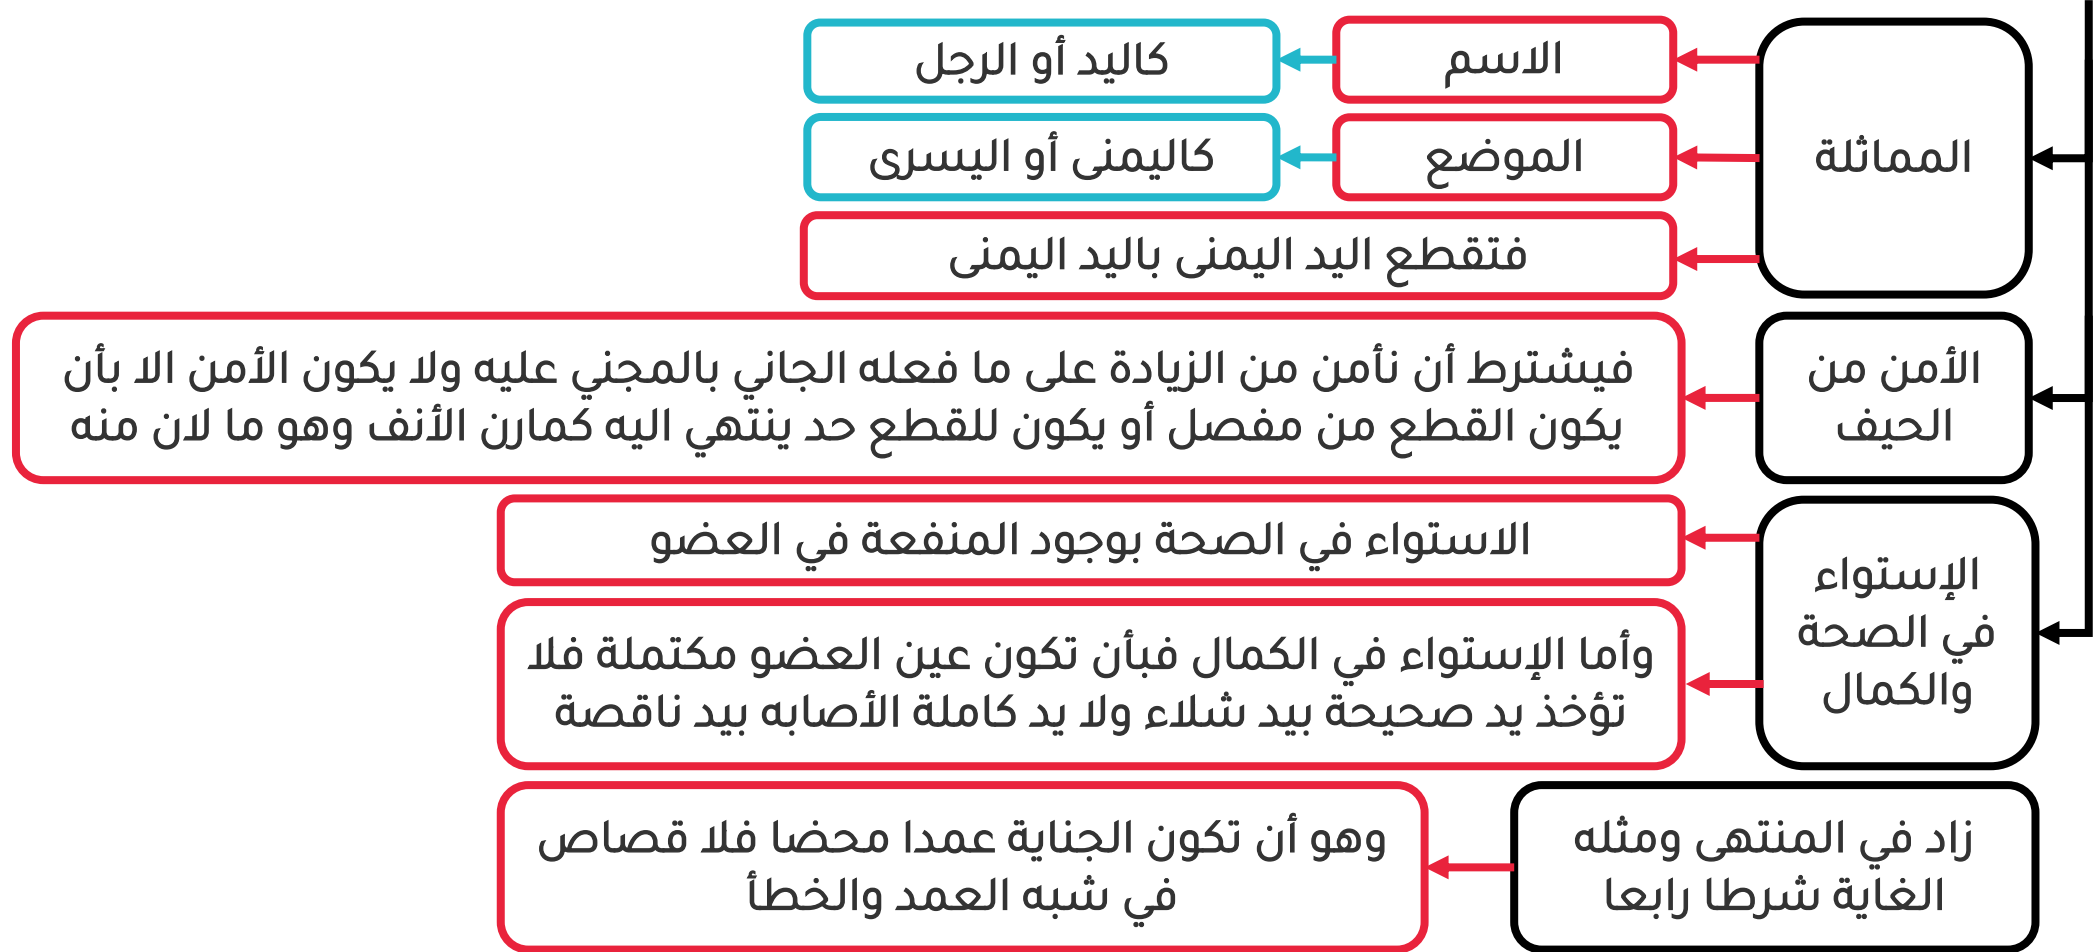 المماثلة
الاسم
كاليد أو الرجل
الموضع
كاليمنى أو اليسرى
فتقطع اليد اليمنى باليد اليمنى
الأمن من
الحيف
فيشترط أن نأمن من الزيادة على ما فعله الجاني بالمجني عليه ولا يكون الأمن الا بأن
يكون القطع من مفصل أو يكون للقطع حد ينتهي اليه كمارن الأنف وهو ما لان منه
الإستواء
في الصحة
والكمال
الاستواء في الصحة بوجود المنفعة في العضو
وأما الإستواء في الكمال فبأن تكون عين العضو مكتملة فلا
تؤخذ يد صحيحة بيد شلاء ولا يد كاملة الأصابه بيد ناقصة
زاد في المنتهى ومثله
الغاية شرطا رابعا
وهو أن تكون الجناية عمدا محضا فلا قصاص
في شبه العمد والخطأ